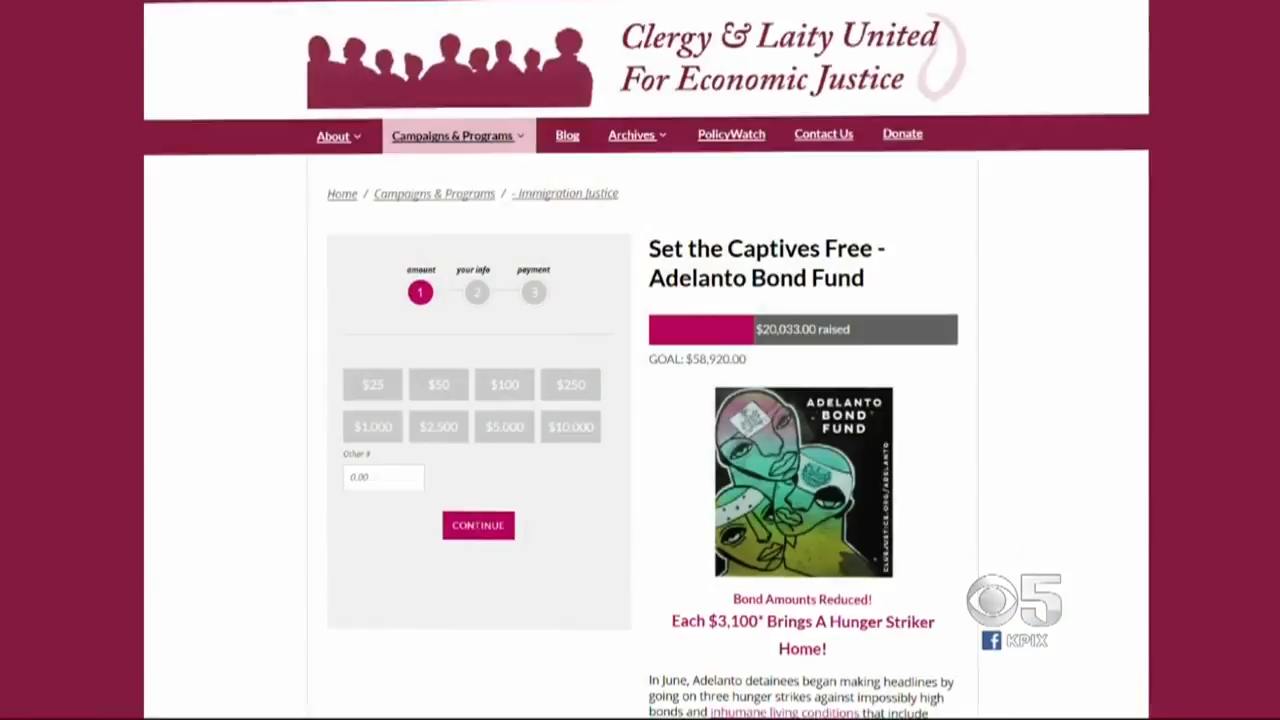 Clergy & Laity United
For Economic Justice
About
Campaigns & Programs
Blog
Archives
PolicyWatch
Contact Us
Donate
Home / Campaigns & Programs / - Immigration Justice
amount your info payment
1 2 3
$25 $50 $100 $250
$1,000 $2,500 $5,000 $10,000
Other #
0.00
CONTINUE
Set the Captives Free -
Adelanto Bond Fund
$20,033.00 raised
GOAL: $58,920.00
ADELANTO
BOND
FUND
CLUEJUSTICE.ORG/ADELANTO
Bond Amounts Reduced!
Each $3,100* Brings A Hunger Striker
Home!
In June, Adelanto detainees began making headlines by
going on three hunger strikes against impossibly high
bonds and inhumane living conditions that include
5
f KPIX